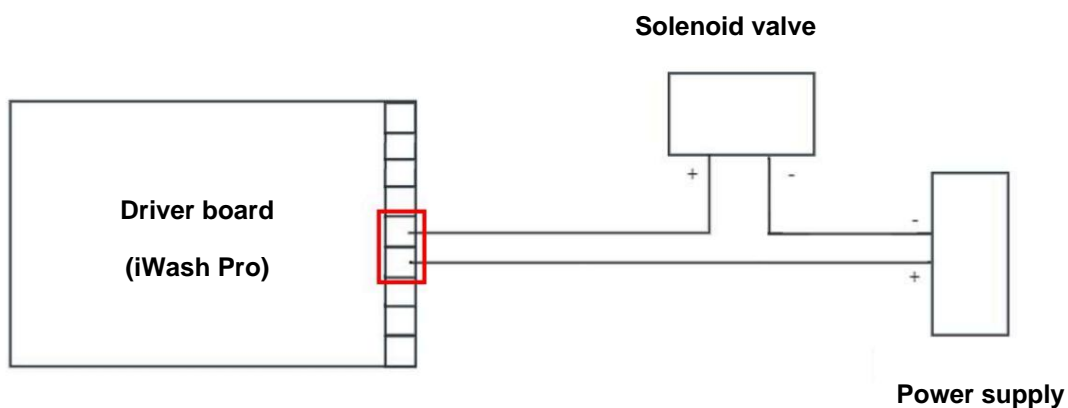 Solenoid valve
+
-
Driver board
(iWash Pro)
-
+
Power supply